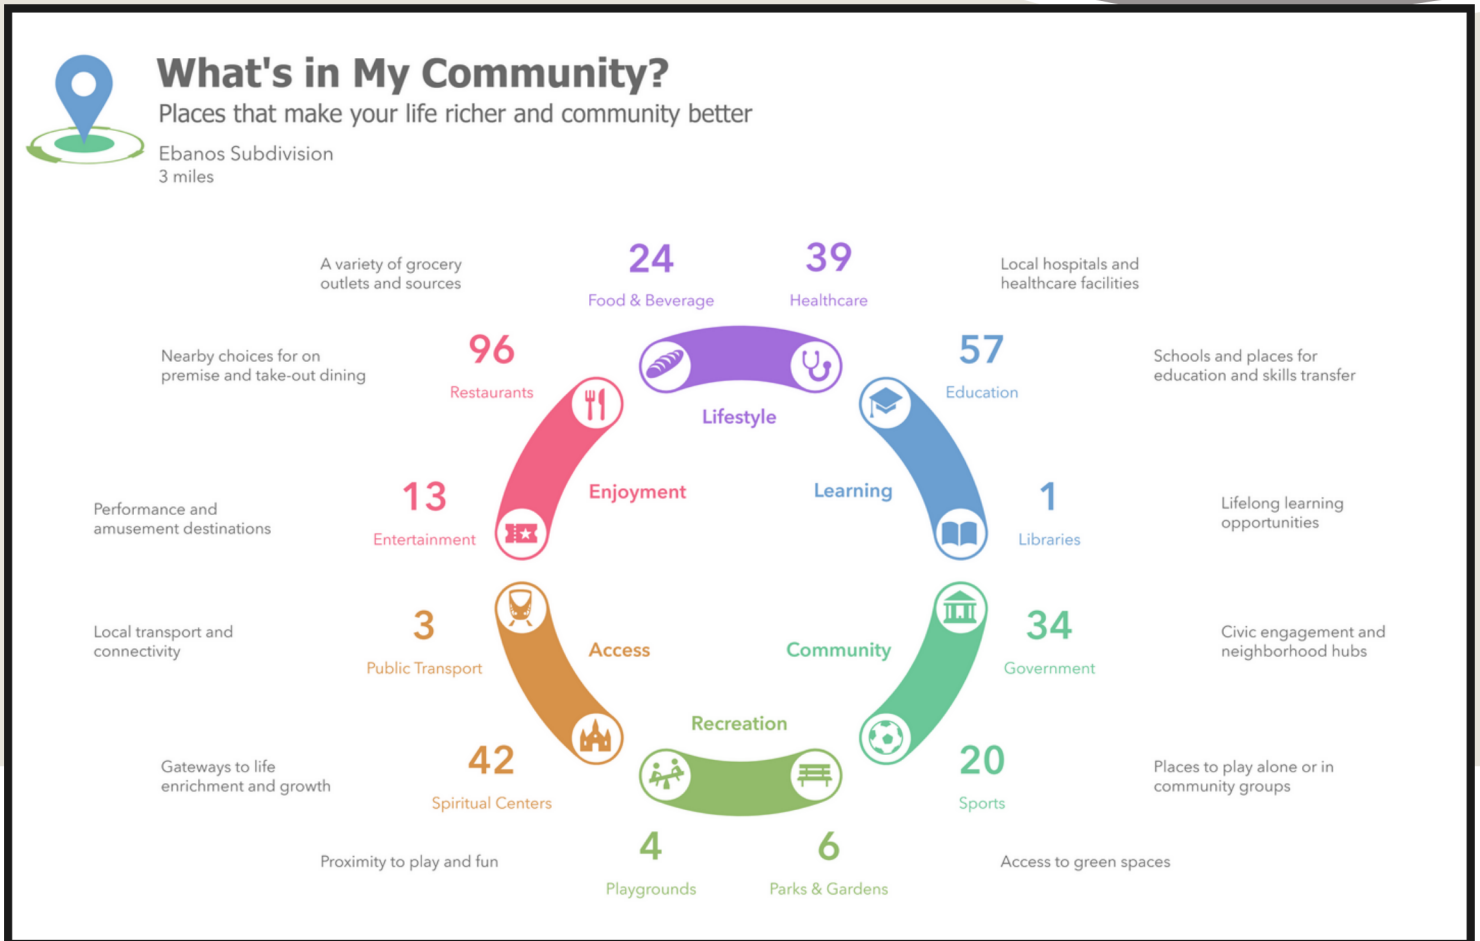 What's in My Community?
Places that make your life richer and community better
Ebanos Subdivision
3 miles
A variety of grocery
outlets and sources
24
Food & Beverage
39
Healthcare
Local hospitals and
healthcare facilities
Nearby choices for on
premise and take-out dining
96
Restaurants
57
Education
Schools and places for
education and skills transfer
Lifestyle
Performance and
amusement destinations
13
Entertainment
Enjoyment
Learning
1
Libraries
Lifelong learning
opportunities
Local transport and
connectivity
3
Public Transport
Access
Community
34
Government
Civic engagement and
neighborhood hubs
Recreation
Gateways to life
enrichment and growth
42
Spiritual Centers
20
Sports
Places to play alone or in
community groups
Proximity to play and fun
4
Playgrounds
6
Parks & Gardens
Access to green spaces